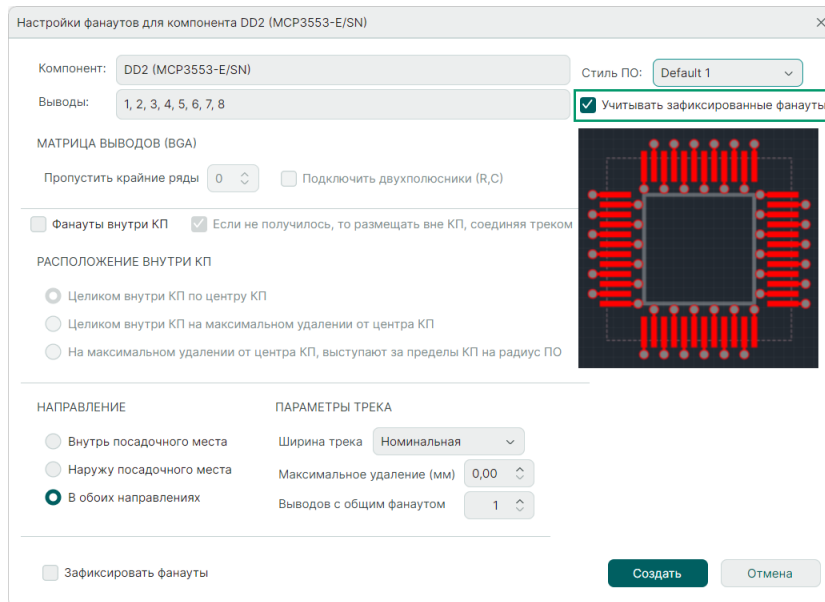 Настройки фанаутов для компонента DD2 (MCP3553-E/SN)
Компонент: DD2 (MCP3553-E/SN)
Стиль ПО: Default 1
Выводы: 1, 2, 3, 4, 5, 6, 7, 8
Учитывать зафиксированные фанауты
МАТРИЦА ВЫВОДОВ (BGA)
Пропустить крайние ряды 0 Подключить двухполюсники (R,C)
Фанауты внутри КП Если не получилось, то размещать вне КП, соединяя треком
РАСПОЛОЖЕНИЕ ВНУТРИ КП
Целиком внутри КП по центру КП
Целиком внутри КП на максимальном удалении от центра КП
На максимальном удалении от центра КП, выступают за пределы КП на радиус ПО
НАПРАВЛЕНИЕ
Внутрь посадочного места
Наружу посадочного места
В обоих направлениях
ПАРАМЕТРЫ ТРЕКА
Ширина трека Номинальная
Максимальное удаление (мм) 0,00
Выводов с общим фанаутом 1
Зафиксировать фанауты
Создать
Отмена